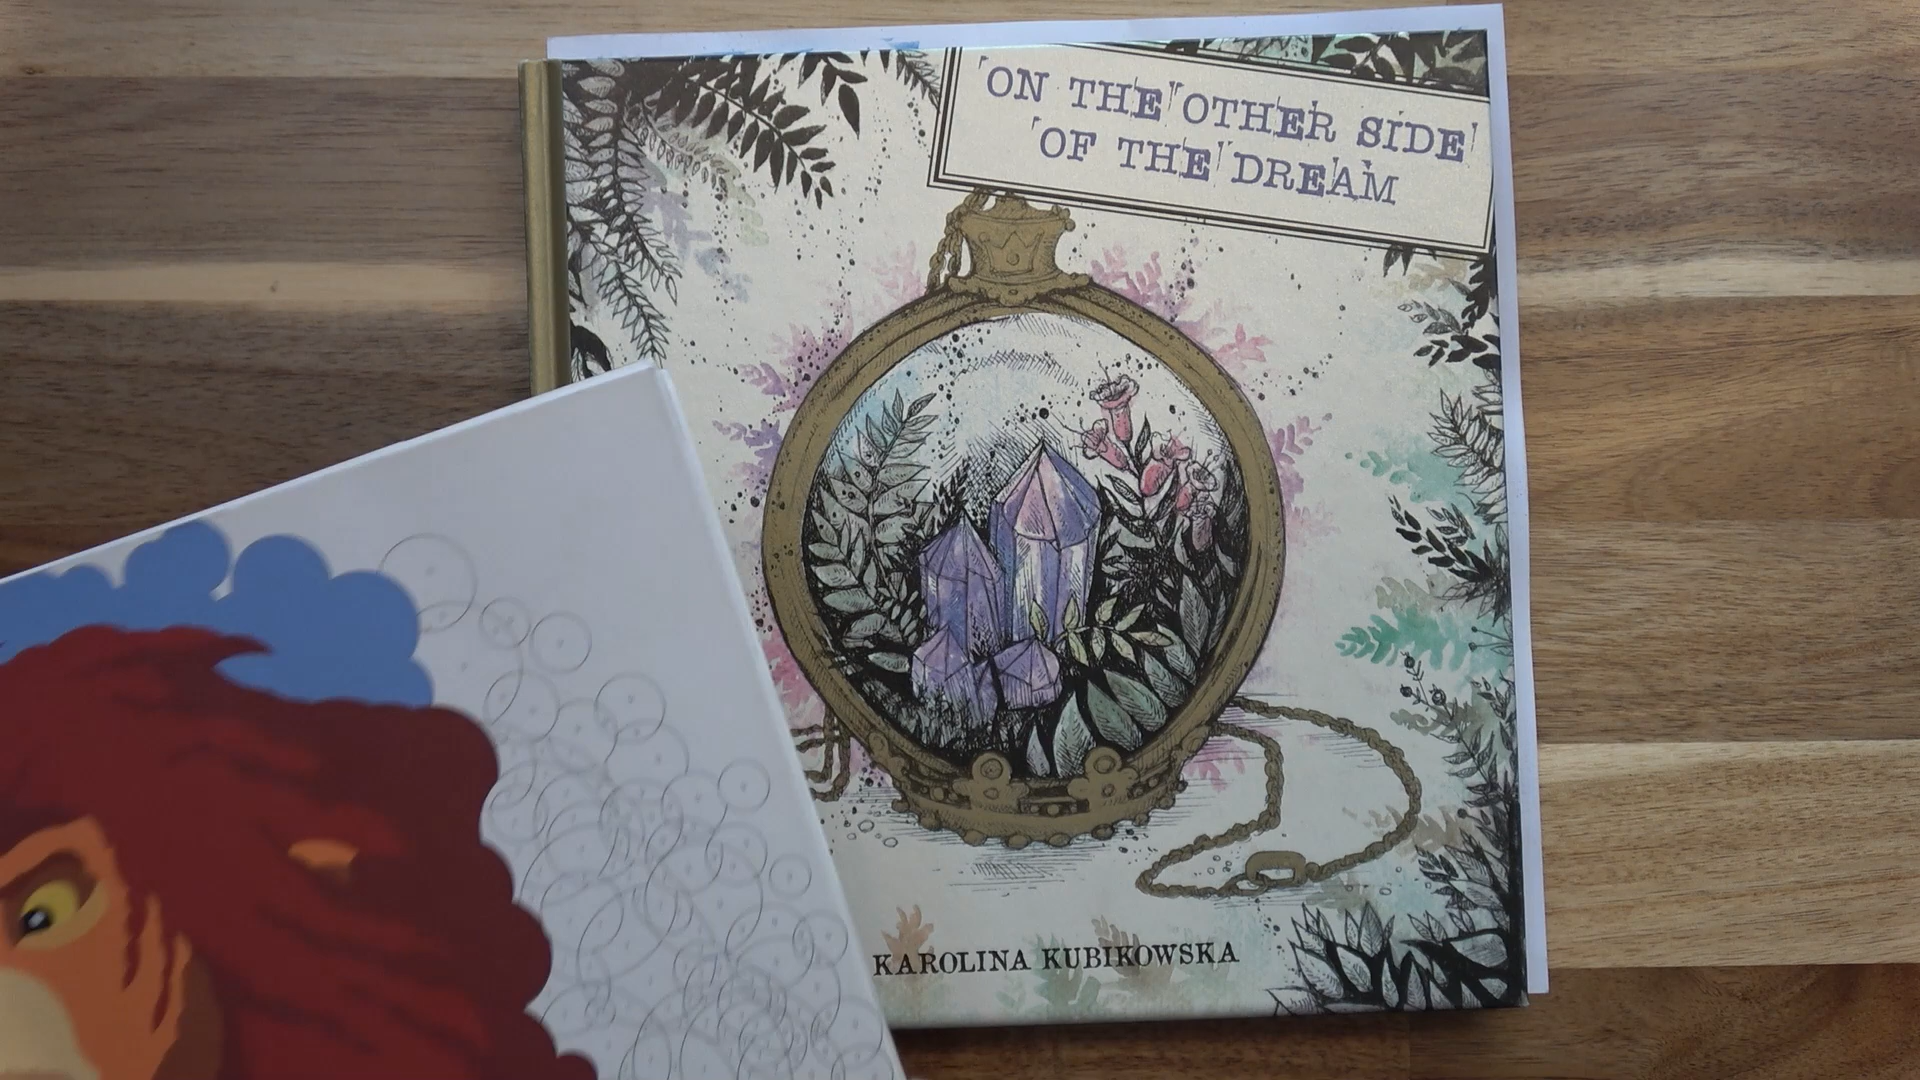 ON THE OTHER SIDE
OF THE DREAM
KAROLINA KUBIKOWSKA